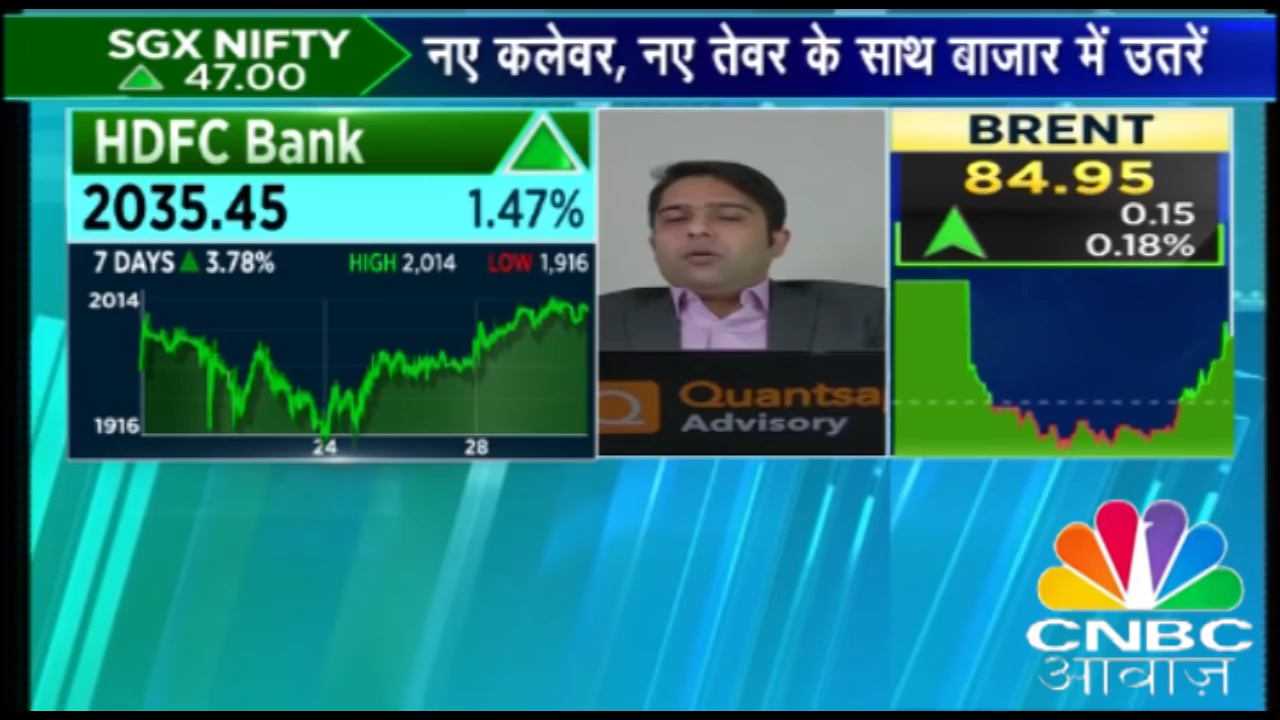 SGX NIFTY
47.00
नए कलेवर, नए तेवर के साथ बाजार में उतरें
HDFC Bank
2035.45 1.47%
7 DAYS 3.78% HIGH 2,014 LOW 1,916
2014
1916
24 28
Quantsa
Advisory
BRENT
84.95
0.15
0.18%
CNBC
आवाज़